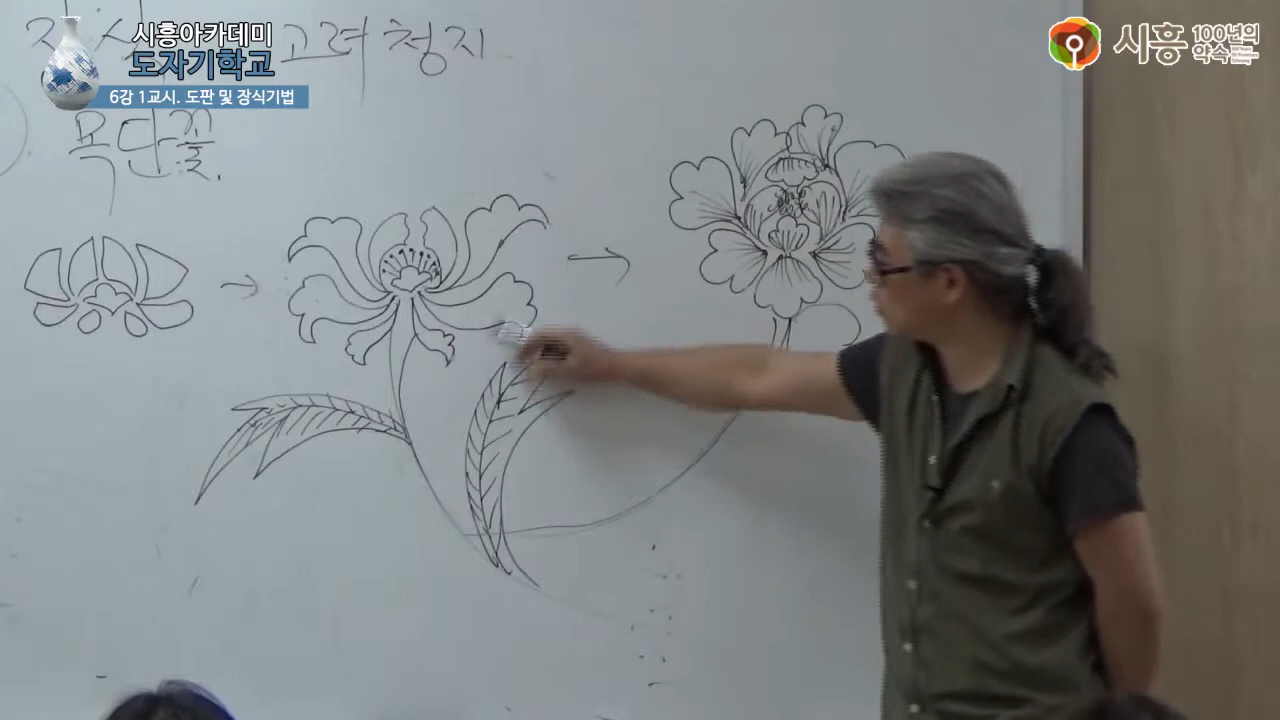 시흥아카데미
도자기학교
6강 1교시. 도판 및 장식기법
시흥 100년의 약속
고려청자
목단꽃.